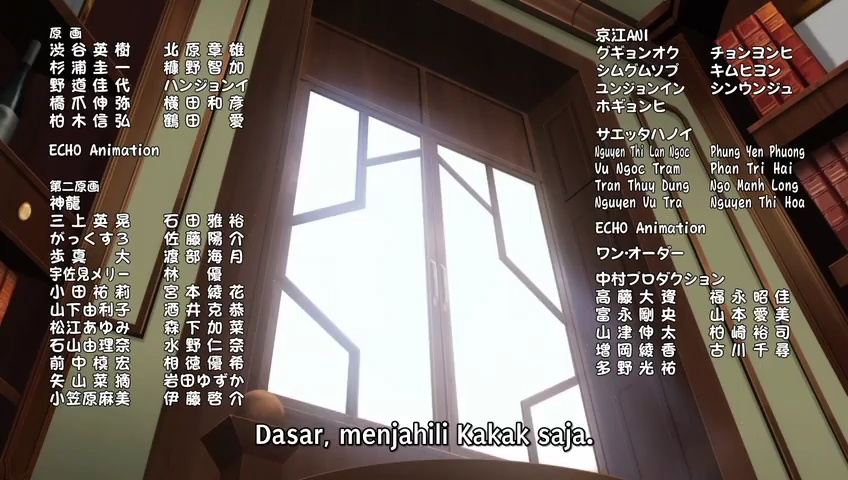 原画
渋谷英樹 北原章雄
杉浦圭一 糠野智加
野道佳代 ハンジョンイ
橋爪伸弥 横田和彦
柏木信弘 鶴田愛
ECHO Animation
第二原画
神龍
三上英晃 石田雅裕
がっくす3 佐藤陽介
歩真大 渡部海月
宇佐見メリー 林優
小田祐莉 宮本綾花
山下由利子 酒井克恭
松江あゆみ 森下加菜
石山由理奈 水野仁奈
前中槙宏 相徳優希
矢山菜摘 岩田ゆずか
小笠原麻美 伊藤啓介
京江ANI
グギョンオク チョンヨンヒ
シムグムソブ キムヒヨン
ユンジョンイン シンウンジュ
ホギョンヒ
サエッタハノイ
Nguyen Thi Lan Ngoc Phung Yen Phuong
Vu Ngoc Tram Phan Tri Hai
Tran Thuy Dung Ngo Manh Long
Nguyen Vu Tra Nguyen Thi Hoa
ECHO Animation
ワン・オーダー
中村プロダクション
高藤大 福永昭佳
富永剛史 山本愛美
山津伸太 柏崎裕司
増岡綾香 古川千尋
多野光祐
Dasar, menjahili Kakak saja.